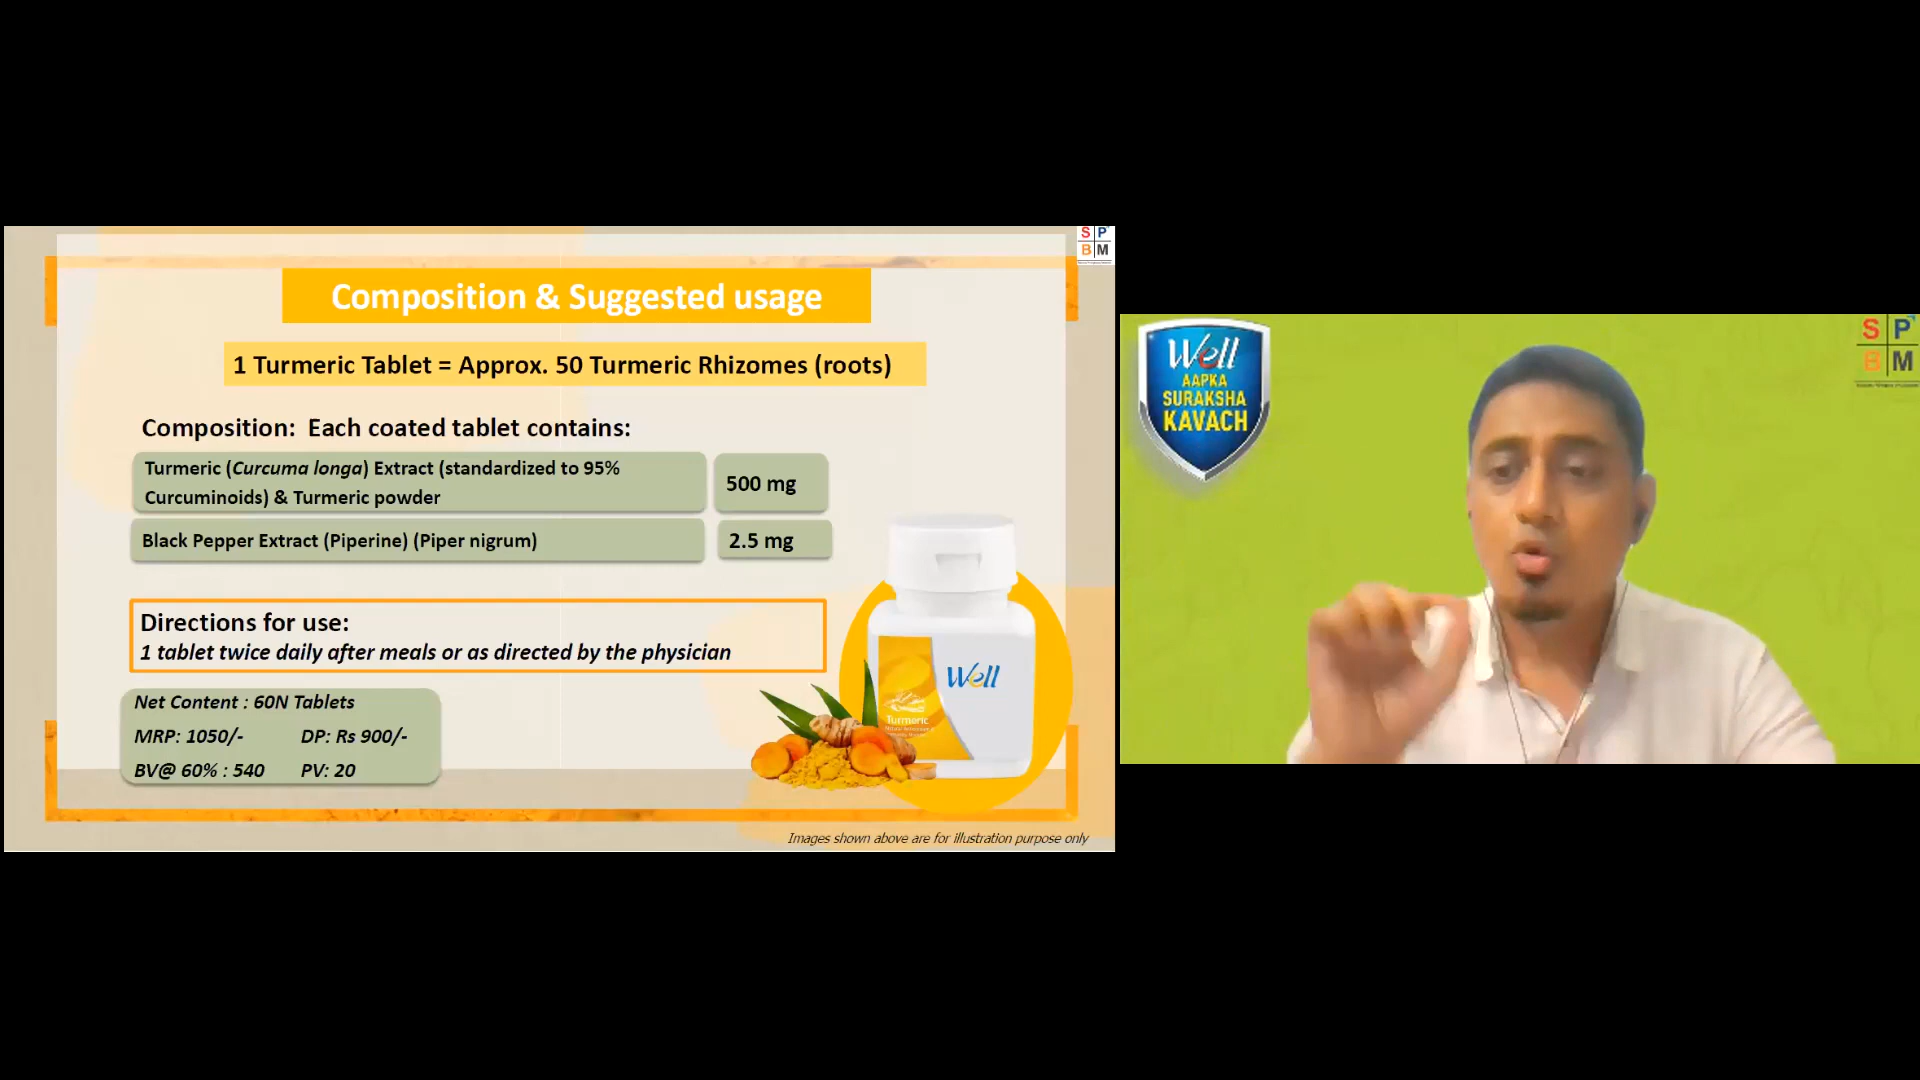 S P
B M
Composition & Suggested usage
1 Turmeric Tablet = Approx. 50 Turmeric Rhizomes (roots)
Composition:  Each coated tablet contains:
Turmeric (Curcuma longa) Extract (standardized to 95%
Curcuminoids) & Turmeric powder
500 mg
Black Pepper Extract (Piperine) (Piper nigrum)
2.5 mg
Directions for use:
1 tablet twice daily after meals or as directed by the physician
Net Content : 60N Tablets
MRP: 1050/- DP: Rs 900/-
BV@ 60% : 540 PV: 20
Well
Turmeric
Images shown above are for illustration purpose only
Well
AAPKA
SURAKSHA
KAVACH
S P
B M